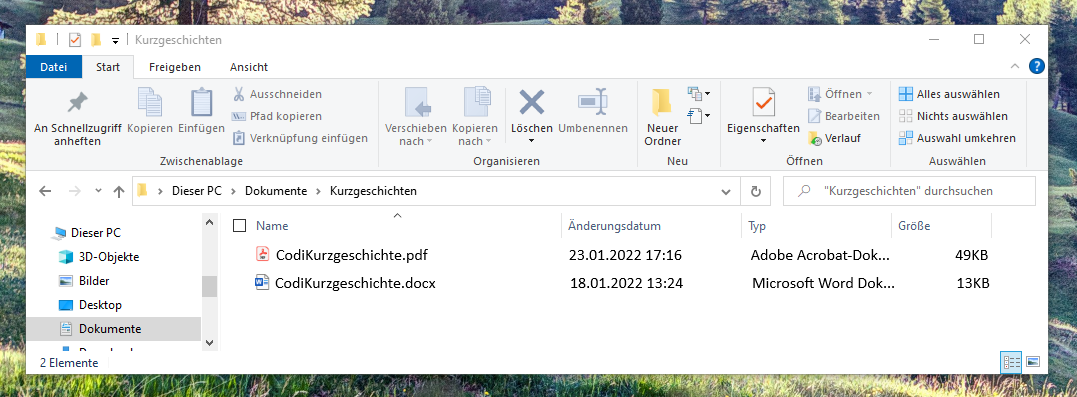 Kurzgeschichten
Datei Start Freigeben Ansicht
An Schnellzugriff anheften
Kopieren
Einfügen
Ausschneiden
Pfad kopieren
Verknüpfung einfügen
Zwischenablage
Verschieben nach
Kopieren nach
Löschen
Umbenennen
Organisieren
Neuer Ordner
Neu
Eigenschaften
Öffnen
Bearbeiten
Verlauf
Öffnen
Alles auswählen
Nichts auswählen
Auswahl umkehren
Auswählen
Dieser PC > Dokumente > Kurzgeschichten
"Kurzgeschichten" durchsuchen
Dieser PC
3D-Objekte
Bilder
Desktop
Dokumente
Name Änderungsdatum Typ Größe
CodiKurzgeschichte.pdf 23.01.2022 17:16 Adobe Acrobat-Dok... 49KB
CodiKurzgeschichte.docx 18.01.2022 13:24 Microsoft Word Dok... 13KB
2 Elemente